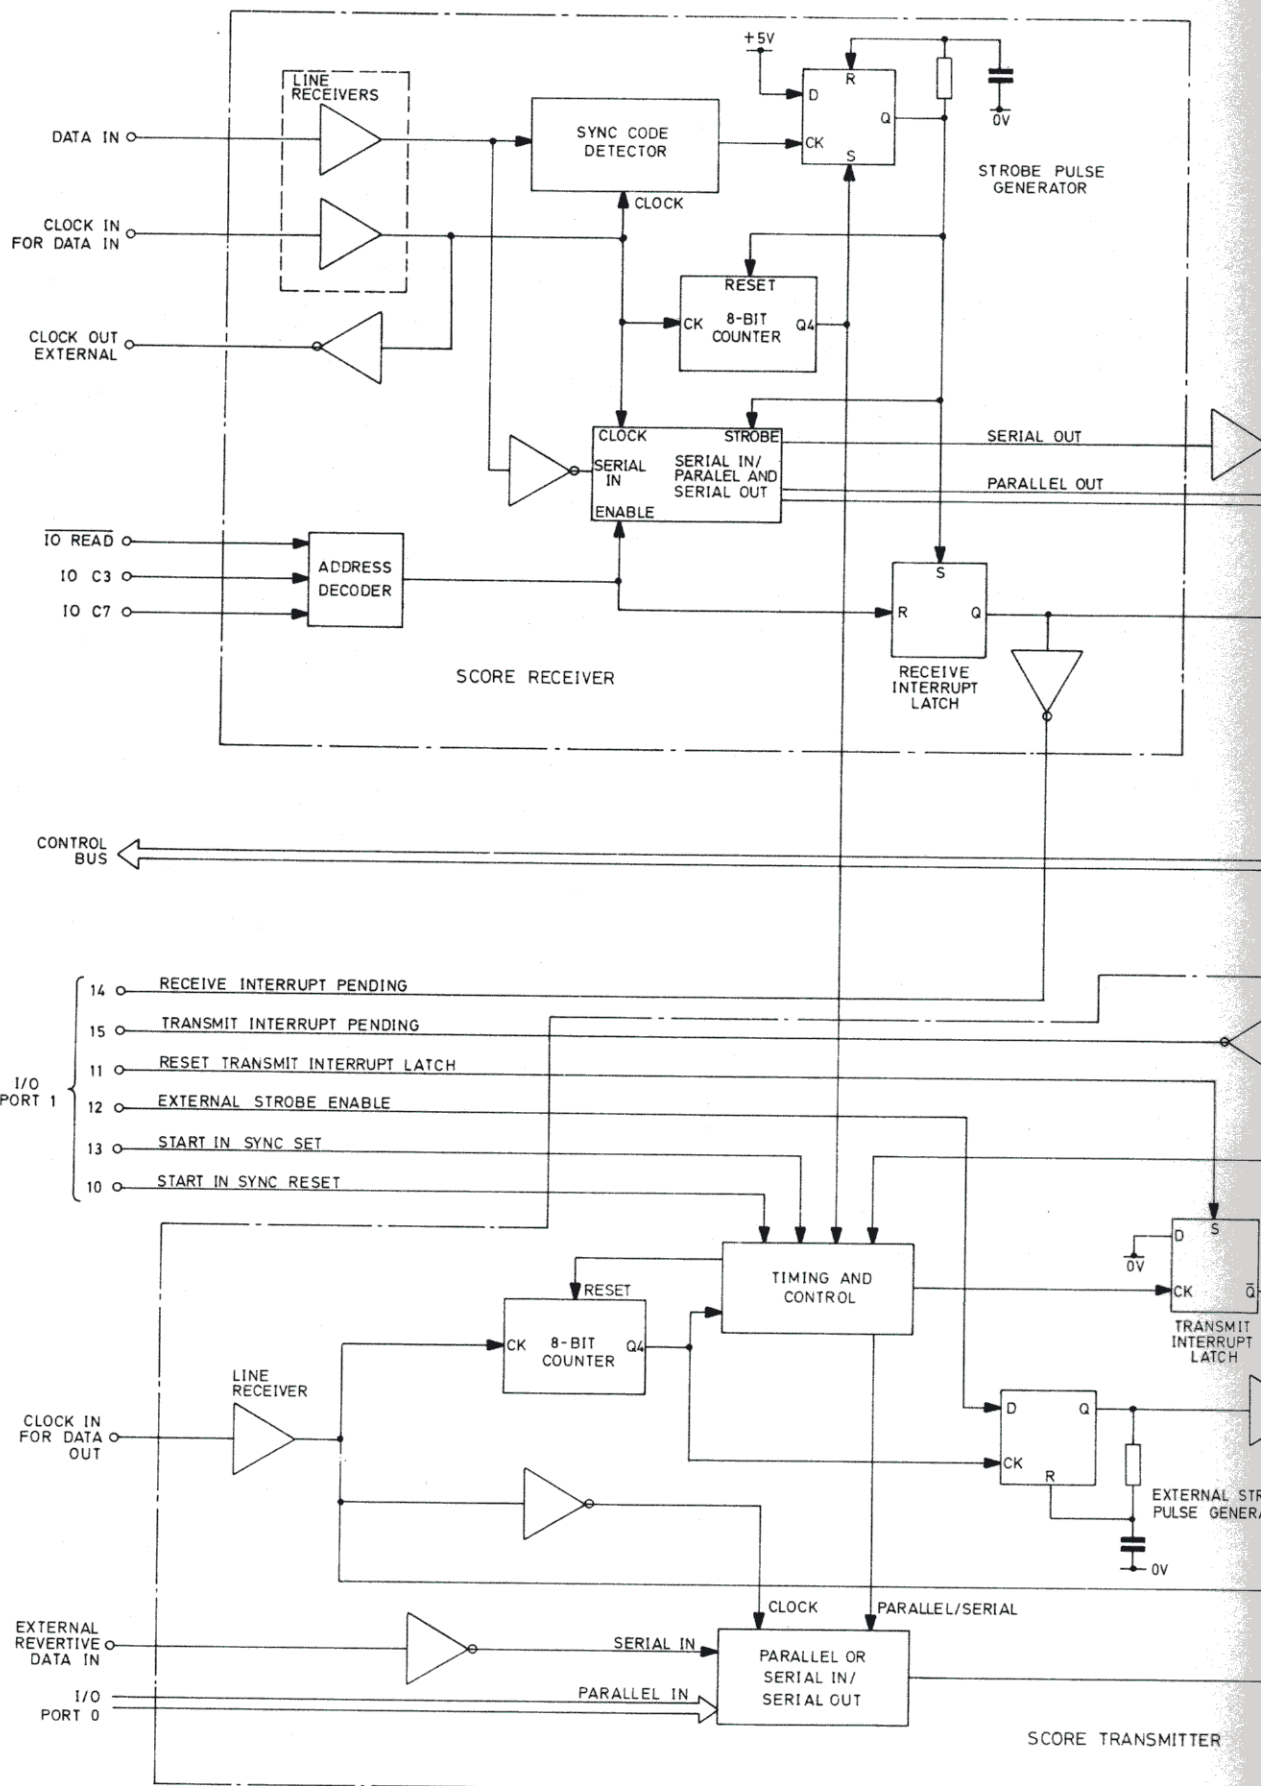 LINE
RECEIVERS
DATA IN
SYNC CODE
DETECTOR
+5V
R
D
Q
CK
S
0V
STROBE PULSE
GENERATOR
CLOCK
CLOCK IN
FOR DATA IN
CLOCK OUT
EXTERNAL
RESET
CK
8-BIT
COUNTER
Q4
CLOCK
STROBE
SERIAL
IN
SERIAL IN/
PARALEL AND
SERIAL OUT
ENABLE
SERIAL OUT
PARALLEL OUT
IO READ
IO C3
IO C7
ADDRESS
DECODER
S
R
Q
RECEIVE
INTERRUPT
LATCH
SCORE RECEIVER
CONTROL
BUS
I/O
PORT 1
14 RECEIVE INTERRUPT PENDING
15 TRANSMIT INTERRUPT PENDING
11 RESET TRANSMIT INTERRUPT LATCH
12 EXTERNAL STROBE ENABLE
13 START IN SYNC SET
10 START IN SYNC RESET
TIMING AND
CONTROL
RESET
CK
8-BIT
COUNTER
Q4
D
S
0V
CK
Q̅
TRANSMIT
INTERRUPT
LATCH
LINE
RECEIVER
CLOCK IN
FOR DATA
OUT
D
Q
CK
R
EXTERNAL STR
PULSE GENERA
0V
CLOCK
PARALLEL/SERIAL
EXTERNAL
REVERTIVE
DATA IN
SERIAL IN
PARALLEL OR
SERIAL IN/
SERIAL OUT
I/O
PORT 0
PARALLEL IN
SCORE TRANSMITTER